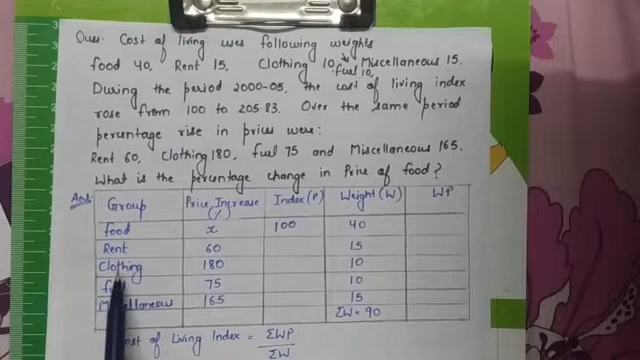 Ques: Cost of living uses following weights
food 40, Rent 15, Clothing 10, Miscellaneous 15.
fuel 10,
During the period 2000-05, the cost of living index
rose from 100 to 205.83. Over the same period
percentage rise in prices were:
Rent 60, Clothing 180, fuel 75 and Miscellaneous 165.
What is the percentage change in Price of food?
Ans: Group Price Increase (%) Index (P) Weight (W) WP
food x 100 40
Rent 60 15
Clothing 180 10
75 10
Miscellaneous 165 15
ΣW = 90
Cost of Living Index = ΣWP / ΣW